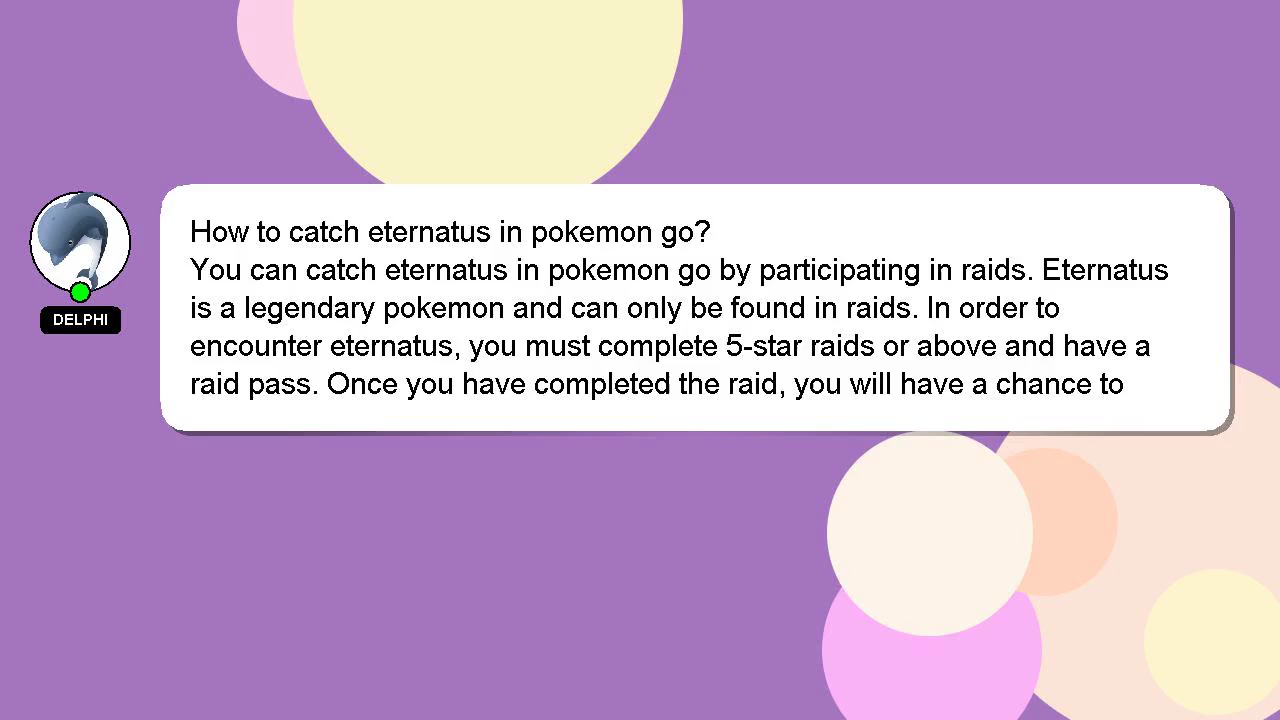 How to catch eternatus in pokemon go?
You can catch eternatus in pokemon go by participating in raids. Eternatus
is a legendary pokemon and can only be found in raids. In order to
encounter eternatus, you must complete 5-star raids or above and have a
raid pass. Once you have completed the raid, you will have a chance to
DELPHI